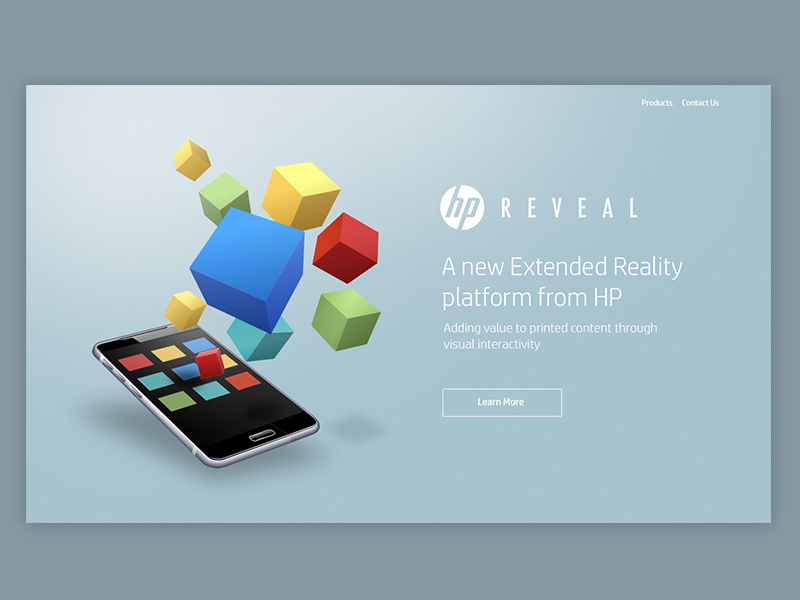 Products Contact Us
hp REVEAL
A new Extended Reality
platform from HP
Adding value to printed content through
visual interactivity
Learn More